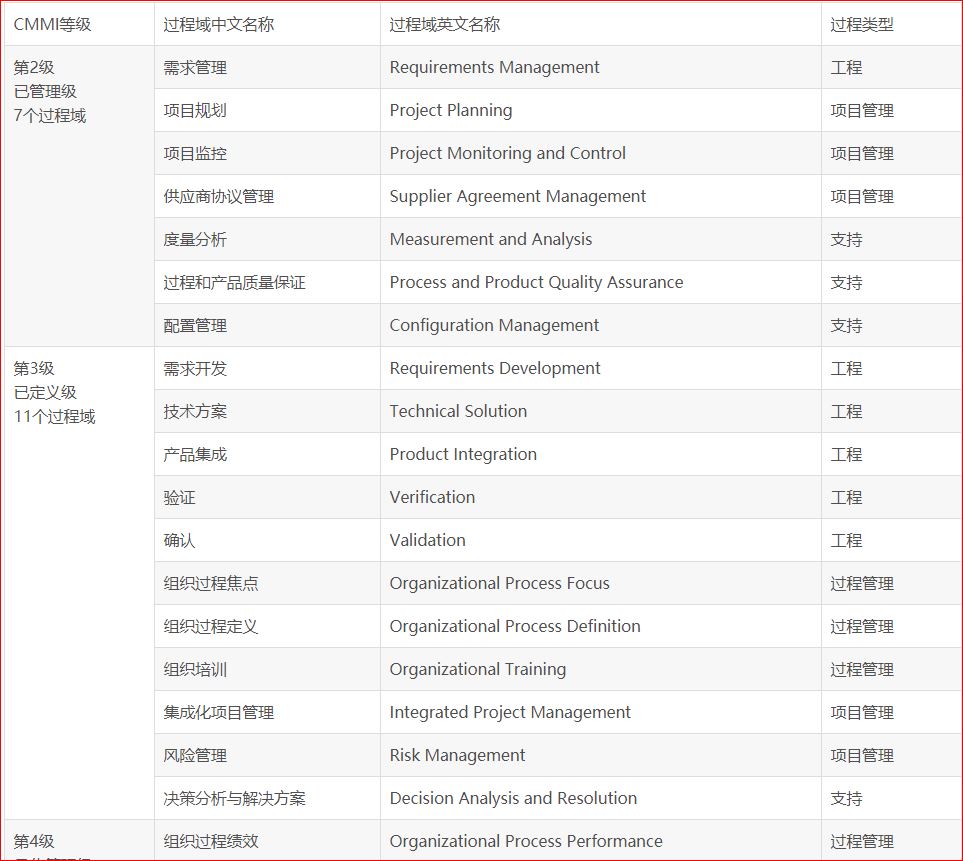 CMMI等级 过程域中文名称 过程域英文名称 过程类型
第2级 需求管理 Requirements Management 工程
已管理级
7个过程域
项目规划 Project Planning 项目管理
项目监控 Project Monitoring and Control 项目管理
供应商协议管理 Supplier Agreement Management 项目管理
度量分析 Measurement and Analysis 支持
过程和产品质量保证 Process and Product Quality Assurance 支持
配置管理 Configuration Management 支持
第3级 需求开发 Requirements Development 工程
已定义级
11个过程域
技术方案 Technical Solution 工程
产品集成 Product Integration 工程
验证 Verification 工程
确认 Validation 工程
组织过程焦点 Organizational Process Focus 过程管理
组织过程定义 Organizational Process Definition 过程管理
组织培训 Organizational Training 过程管理
集成化项目管理 Integrated Project Management 项目管理
风险管理 Risk Management 项目管理
决策分析与解决方案 Decision Analysis and Resolution 支持
第4级 组织过程绩效 Organizational Process Performance 过程管理